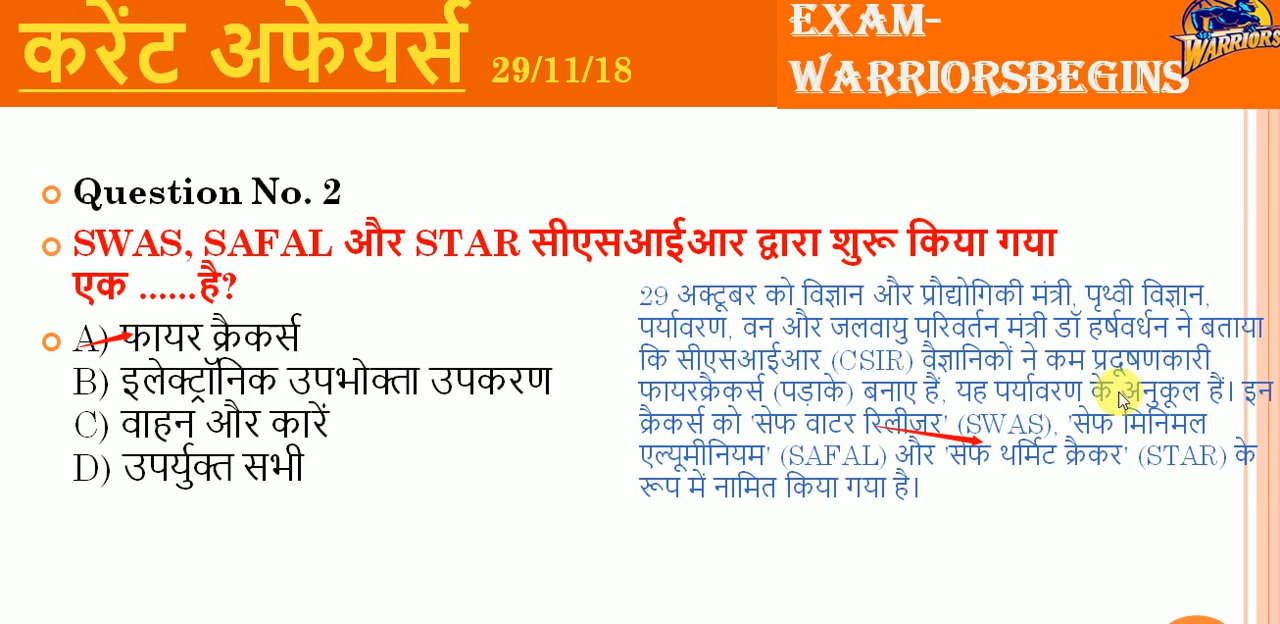 करेंट अफेयर्स 29/11/18
EXAM-
WARRIORSBEGINS
WARRIORS
Question No. 2
SWAS, SAFAL और STAR सीएसआईआर द्वारा शुरू किया गया
एक ......है?
A) फायर क्रैकर्स
B) इलेक्ट्रॉनिक उपभोक्ता उपकरण
C) वाहन और कारें
D) उपर्युक्त सभी
29 अक्टूबर को विज्ञान और प्रौद्योगिकी मंत्री, पृथ्वी विज्ञान,
पर्यावरण, वन और जलवायु परिवर्तन मंत्री डॉ हर्षवर्धन ने बताया
कि सीएसआईआर (CSIR) वैज्ञानिकों ने कम प्रदूषणकारी
फायरक्रैकर्स (पड़ाके) बनाए हैं, यह पर्यावरण के अनुकूल हैं। इन
क्रैकर्स को 'सेफ वाटर रिलीजर' (SWAS), 'सेफ मिनिमल
एल्यूमीनियम' (SAFAL) और 'सेफ थर्मिट क्रैकर' (STAR) के
रूप में नामित किया गया है।